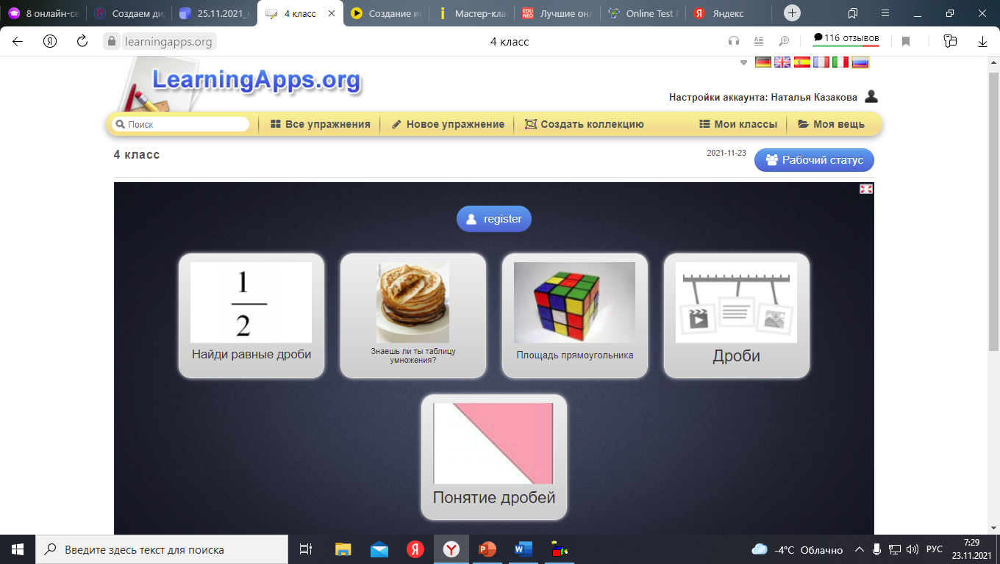 8 онлайн-се
Создаем ди
25.11.2021_м
4 класс
Создание ин
Мастер-кла
EDU NEO
Лучшие онл
Online Test P
Я
Яндекс
Я
learningapps.org
4 класс
116 отзывов
LearningApps.org
Настройки аккаунта: Наталья Казакова
Поиск
Все упражнения
Новое упражнение
Создать коллекцию
Мои классы
Моя вещь
4 класс
2021-11-23
Рабочий статус
register
1
2
Найди равные дроби
Знаешь ли ты таблицу
умножения?
Площадь прямоугольника
Дроби
Понятие дробей
Введите здесь текст для поиска
Я
Y
P
W
-4°C Облачно
РУС
7:29
23.11.2021